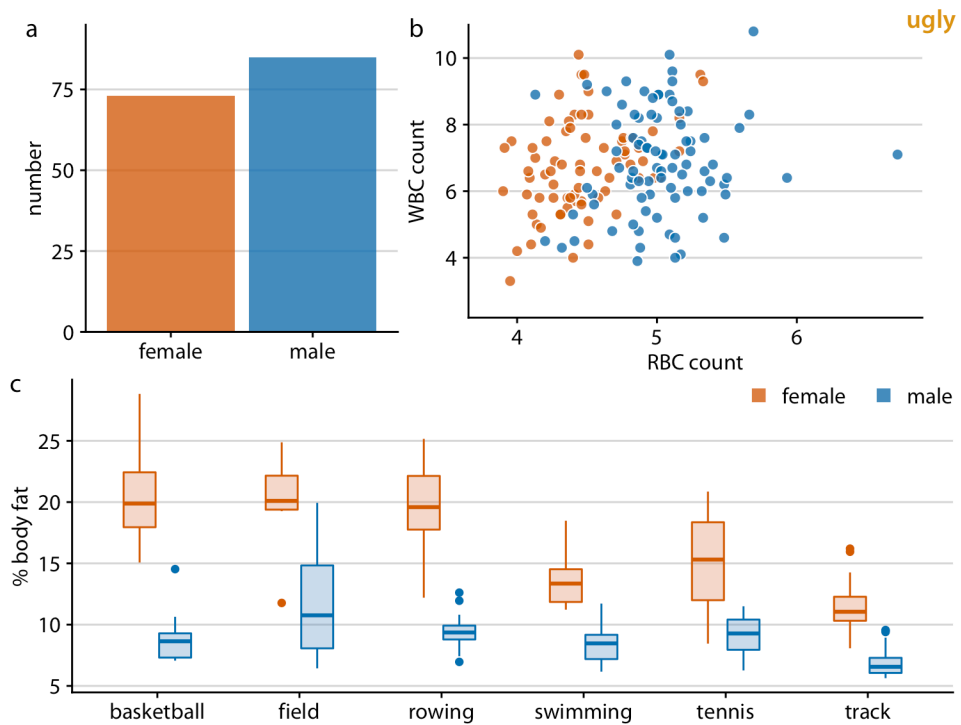 ugly
a
number
75
50
25
0
female male
b
WBC count
10
8
6
4
4 5 6
RBC count
c
female male
% body fat
25
20
15
10
5
basketball field rowing swimming tennis track